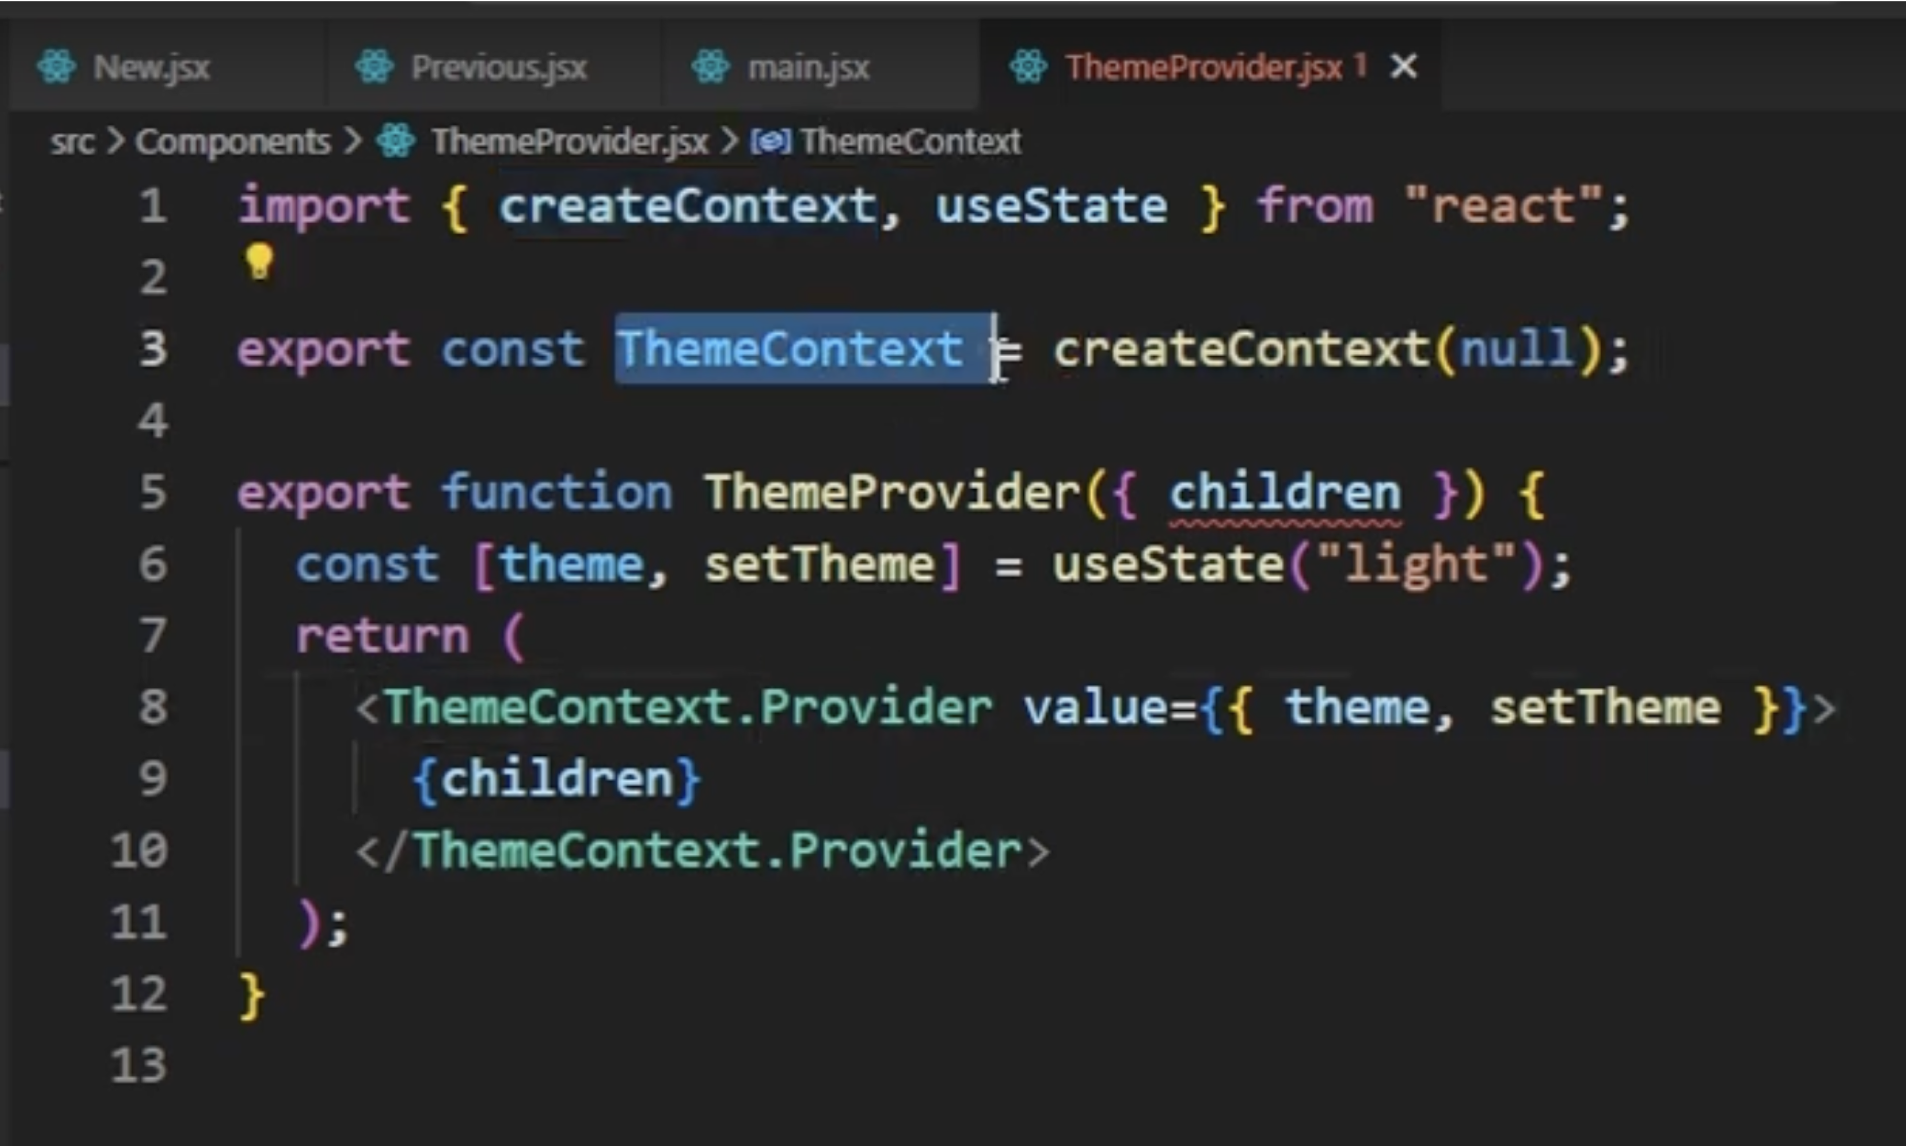 New.jsx Previous.jsx main.jsx ThemeProvider.jsx 1 ×
src > Components > ThemeProvider.jsx > ThemeContext
1 import { createContext, useState } from "react";
2
3 export const ThemeContext = createContext(null);
4
5 export function ThemeProvider({ children }) {
6   const [theme, setTheme] = useState("light");
7   return (
8     <ThemeContext.Provider value={{ theme, setTheme }}>
9       {children}
10     </ThemeContext.Provider>
11   );
12 }
13